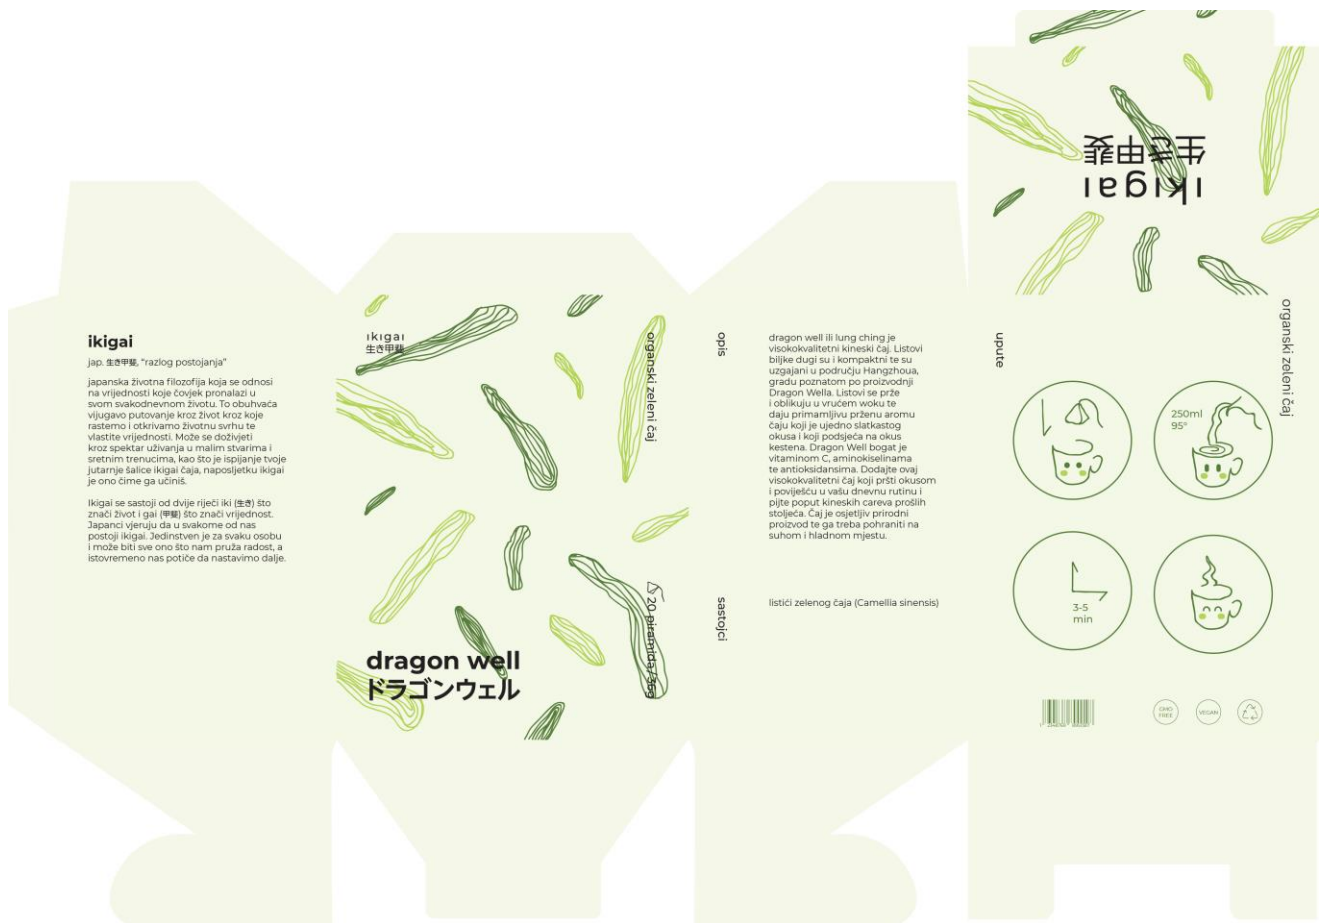 ikigai
jap. 生き甲斐, “razlog postojanja”
japanska životna filozofija koja se odnosi
na vrijednosti koje čovjek pronalazi u
svom svakodnevnom životu. To obuhvaća
vijugavo putovanje kroz život kroz koje
rastemo i otkrivamo životnu svrhu te
vlastite vrijednosti. Može se doživjeti
kroz spektar uživanja u malim stvarima i
sretnim trenucima, kao što je ispijanje tvoje
jutarnje šalice ikigai čaja, naposljetku ikigai
je ono čime ga učiniš.
Ikigai se sastoji od dvije riječi iki (生き) što
znači život i gai (甲斐) što znači vrijednost.
Japanci vjeruju da u svakome od nas
postoji ikigai. Jedinstven je za svaku osobu
i može biti sve ono što nam pruža radost, a
istovremeno nas potiče da nastavimo dalje.
ikigai
生き甲斐
organski zeleni čaj
20 piramida / 36g
dragon well
ドラゴンウェル
opis
dragon well ili lung ching je
visokokvalitetni kineski čaj. Listovi
biljke dugi su i kompaktni te su
uzgajani u području Hangzhoua,
gradu poznatom po proizvodnji
Dragon Wella. Listovi se prže
i oblikuju u vrućem woku te
daju primamljivu prženu aromu
čaju koji je ujedno slatkastog
okusa i koji podsjeća na okus
kestena. Dragon Well bogat je
vitaminom C, aminokiselinama
te antioksidansima. Dodajte ovaj
visokokvalitetni čaj koji pršti okusom
i poviješću u vašu dnevnu rutinu i
pijte poput kineskih careva prošlih
stoljeća. Čaj je osjetljiv prirodni
proizvod te ga treba pohraniti na
suhom i hladnom mjestu.
sastojci
listići zelenog čaja (Camellia sinensis)
ikigai
生き甲斐
organski zeleni čaj
upute
250ml
95°
3-5
min
GMO
FREE
VEGAN